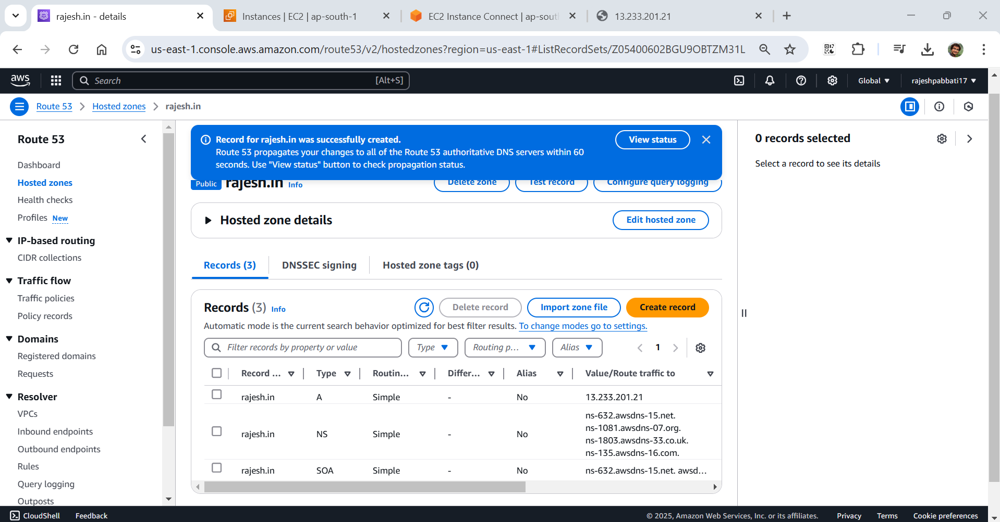 rajesh.in - details
Instances | EC2 | ap-south-1
EC2 Instance Connect | ap-sout
13.233.201.21
us-east-1.console.aws.amazon.com/route53/v2/hostedzones?region=us-east-1#ListRecordSets/Z05400602BGU9OBTZM31L
aws
Search
[Alt+S]
Global
rajeshpabbati17
Route 53
Hosted zones
rajesh.in
Route 53
Dashboard
Hosted zones
Health checks
Profiles New
IP-based routing
CIDR collections
Traffic flow
Traffic policies
Policy records
Domains
Registered domains
Requests
Resolver
VPCs
Inbound endpoints
Outbound endpoints
Rules
Query logging
Outposts
Record for rajesh.in was successfully created.
Route 53 propagates your changes to all of the Route 53 authoritative DNS servers within 60
seconds. Use "View status" button to check propagation status.
View status
Public rajesh.in Info
Delete zone
Test record
Configure query logging
Hosted zone details
Edit hosted zone
Records (3)
DNSSEC signing
Hosted zone tags (0)
Records (3) Info
Delete record
Import zone file
Create record
Automatic mode is the current search behavior optimized for best filter results. To change modes go to settings.
Filter records by property or value
Type
Routing p...
Alias
1
Record ... Type Routin... Differ... Alias Value/Route traffic to
rajesh.in A Simple - No 13.233.201.21
rajesh.in NS Simple - No ns-632.awsdns-15.net.
ns-1081.awsdns-07.org.
ns-1803.awsdns-33.co.uk.
ns-135.awsdns-16.com.
rajesh.in SOA Simple - No ns-632.awsdns-15.net. awsd...
0 records selected
Select a record to see its details
CloudShell
Feedback
© 2025, Amazon Web Services, Inc. or its affiliates.
Privacy
Terms
Cookie preferences